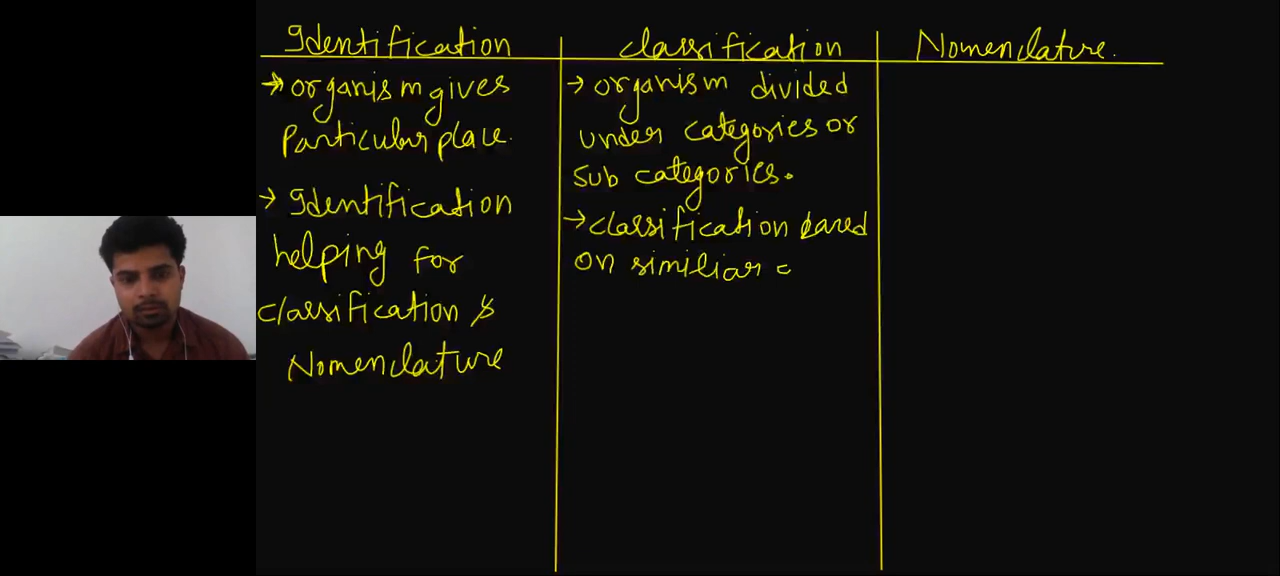 Identification
classification
Nomenclature.
→ organism gives
Particular place.
→ Identification
helping for
classification &
Nomenclature
→ organism divided
under categories or
sub categories.
→ classification based
on similiar c